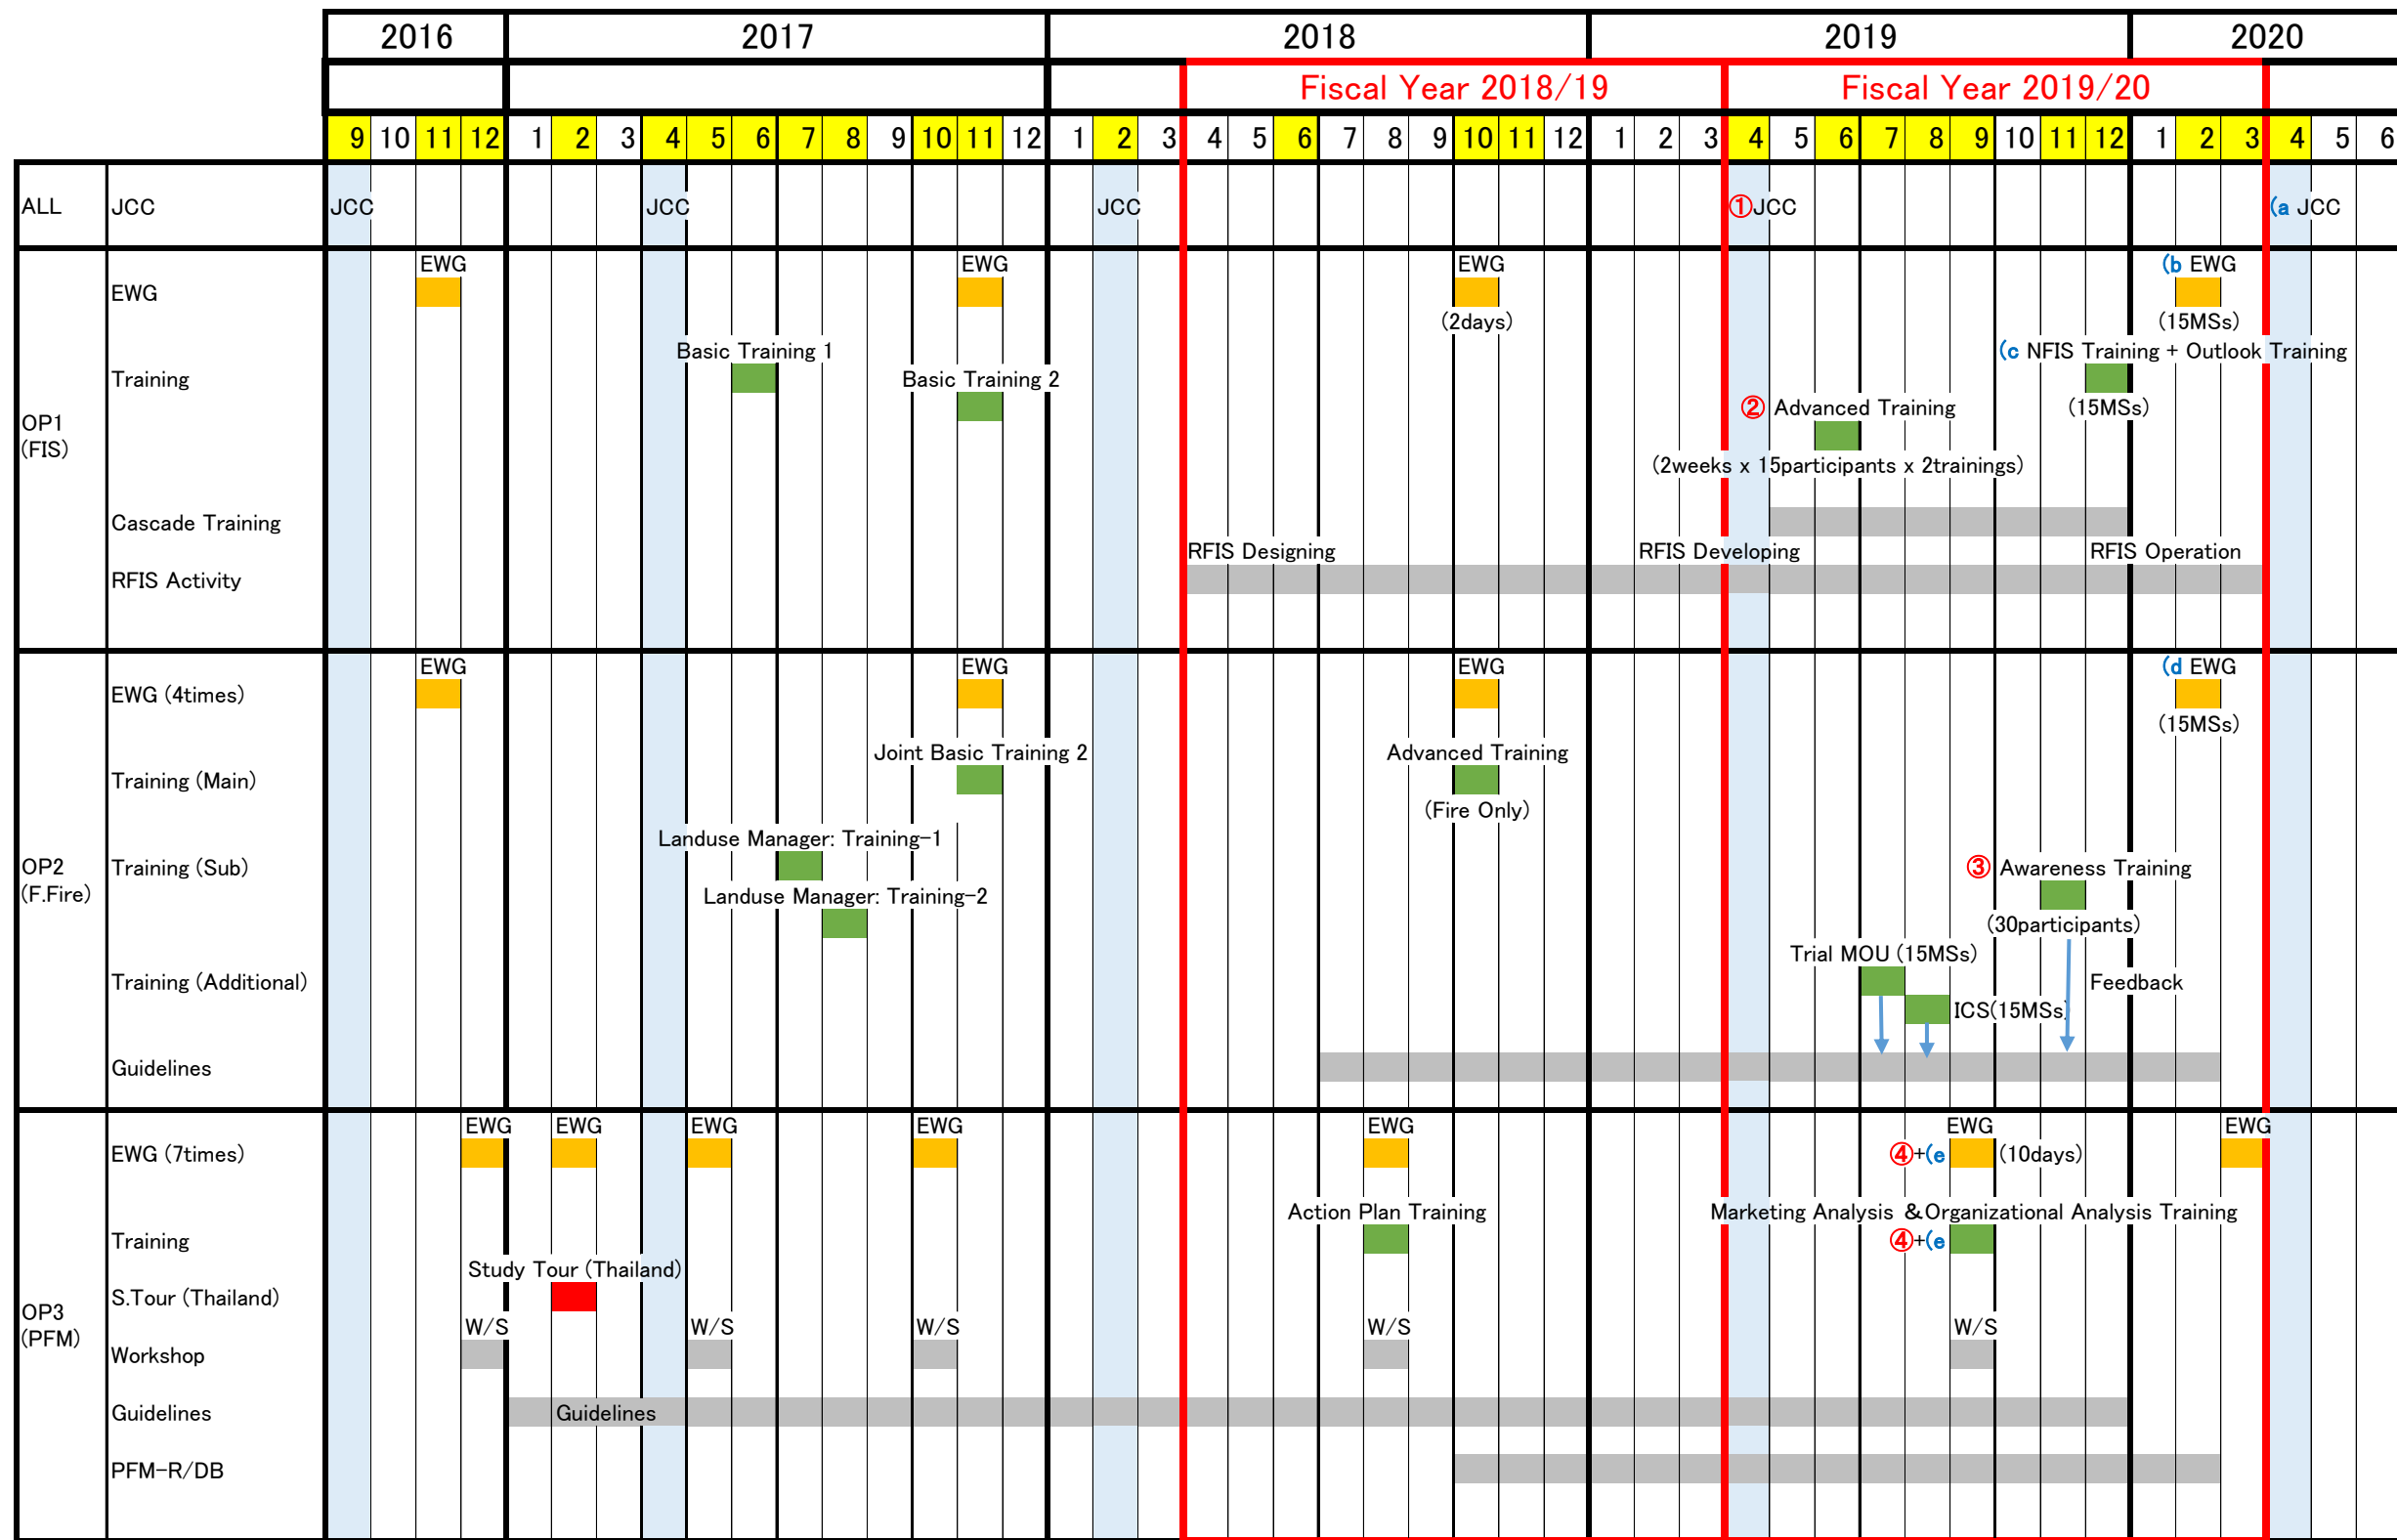 2016 2017 2018 2019 2020
Fiscal Year 2018/19 Fiscal Year 2019/20
9 10 11 12 1 2 3 4 5 6 7 8 9 10 11 12 1 2 3 4 5 6 7 8 9 10 11 12 1 2 3 4 5 6 7 8 9 10 11 12 1 2 3 4 5 6
ALL JCC JCC JCC JCC ①JCC (a JCC
EWG EWG EWG (b EWG
EWG
(2days) (15MSs)
Basic Training 1 (c NFIS Training + Outlook Training
Training Basic Training 2
② Advanced Training (15MSs)
OP1
(FIS)
(2weeks x 15participants x 2trainings)
Cascade Training
RFIS Designing RFIS Developing RFIS Operation
RFIS Activity
EWG EWG EWG (d EWG
EWG (4times)
(15MSs)
Joint Basic Training 2 Advanced Training
Training (Main)
(Fire Only)
Landuse Manager: Training-1
OP2
(F.Fire)
Training (Sub) ③ Awareness Training
Landuse Manager: Training-2
(30participants)
Trial MOU (15MSs)
Training (Additional) Feedback
ICS(15MSs)
Guidelines
EWG EWG EWG EWG EWG EWG EWG
EWG (7times) ④+(e (10days)
Action Plan Training Marketing Analysis &Organizational Analysis Training
Training ④+(e
Study Tour (Thailand)
S.Tour (Thailand)
OP3
(PFM)
W/S W/S W/S W/S W/S
Workshop
Guidelines Guidelines
PFM-R/DB